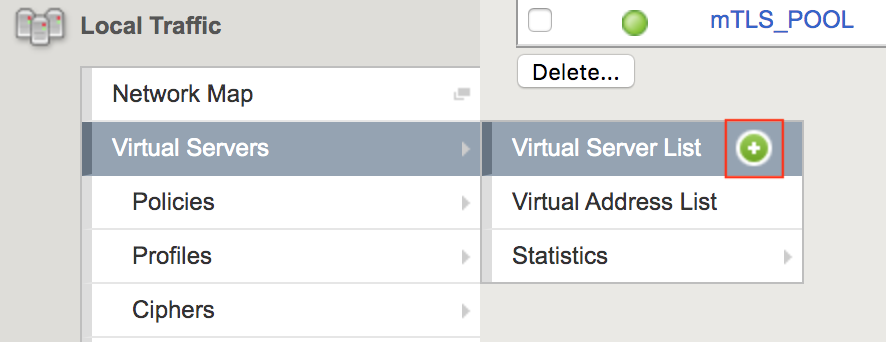 Local Traffic
mTLS_POOL
Delete...
Network Map
Virtual Servers
Virtual Server List
Policies
Virtual Address List
Profiles
Statistics
Ciphers